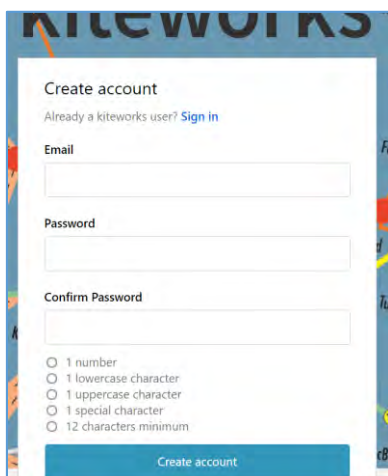 kiteworks
Create account
Already a kiteworks user? Sign in
Email
Password
Confirm Password
1 number
1 lowercase character
1 uppercase character
1 special character
12 characters minimum
Create account